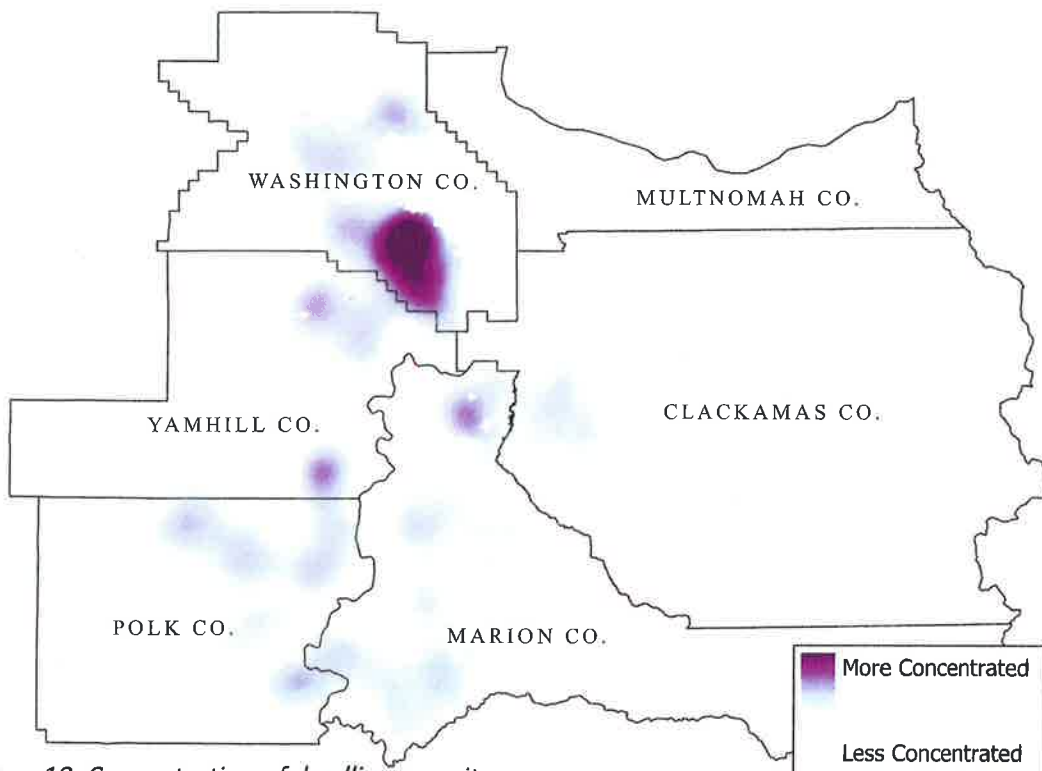 WASHINGTON CO.
MULTNOMAH CO.
YAMHILL CO.
CLACKAMAS CO.
POLK CO.
MARION CO.
More Concentrated
Less Concentrated